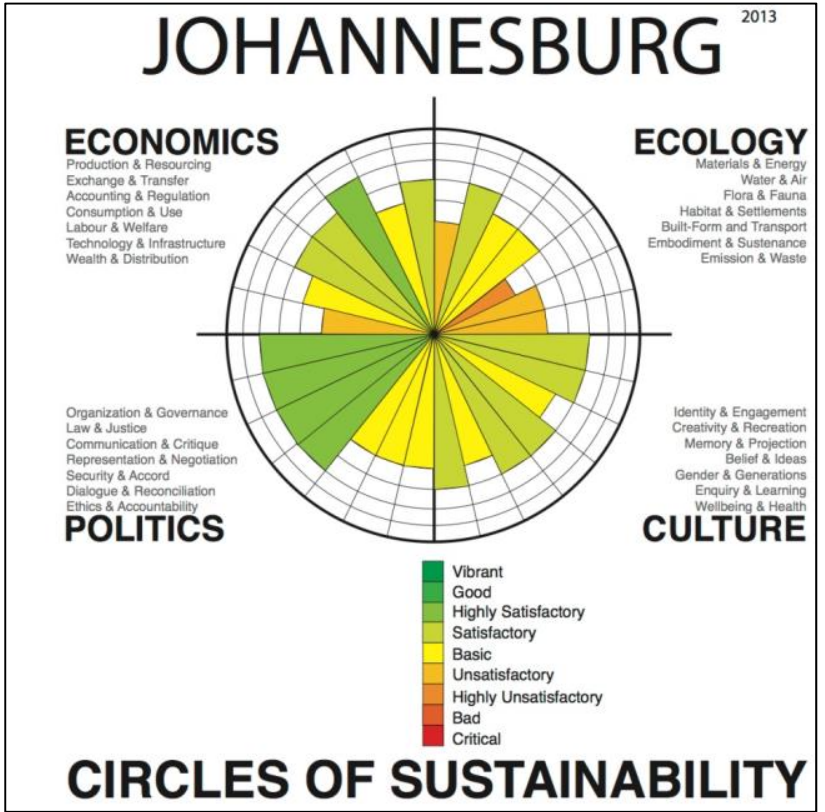 JOHANNESBURG 2013
ECONOMICS
Production & Resourcing
Exchange & Transfer
Accounting & Regulation
Consumption & Use
Labour & Welfare
Technology & Infrastructure
Wealth & Distribution
ECOLOGY
Materials & Energy
Water & Air
Flora & Fauna
Habitat & Settlements
Built-Form and Transport
Embodiment & Sustenance
Emission & Waste
Organization & Governance
Law & Justice
Communication & Critique
Representation & Negotiation
Security & Accord
Dialogue & Reconciliation
Ethics & Accountability
POLITICS
Identity & Engagement
Creativity & Recreation
Memory & Projection
Belief & Ideas
Gender & Generations
Enquiry & Learning
Wellbeing & Health
CULTURE
Vibrant
Good
Highly Satisfactory
Satisfactory
Basic
Unsatisfactory
Highly Unsatisfactory
Bad
Critical
CIRCLES OF SUSTAINABILITY